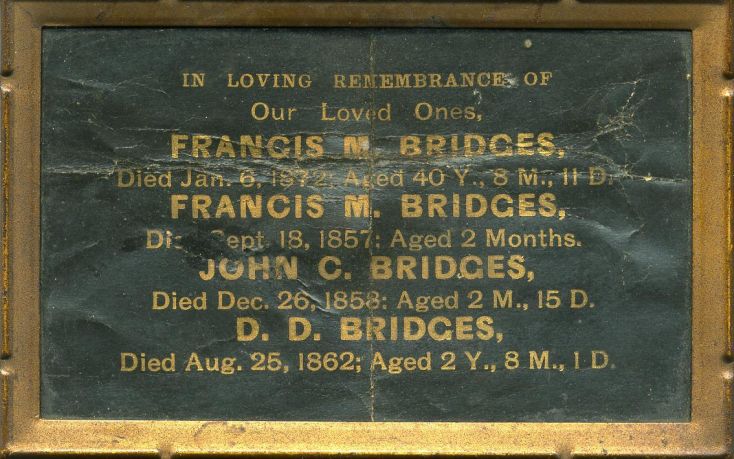 IN LOVING REMEMBRANCE OF
Our Loved Ones,
FRANCIS M. BRIDGES,
Died Jan. 6, 1872; Aged 40 Y., 8 M., 11 D.
FRANCIS M. BRIDGES,
Sept. 18, 1857; Aged 2 Months.
JOHN C. BRIDGES,
Died Dec. 26, 1858: Aged 2 M., 15 D.
D. D. BRIDGES,
Died Aug. 25, 1862; Aged 2 Y., 8 M., 1 D.